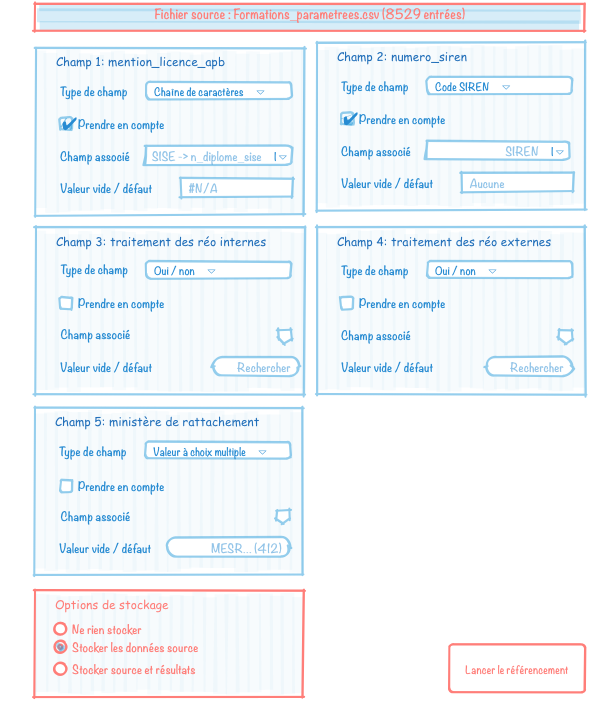 Fichier source : Formations_parametrees.csv (8529 entrées)
Champ 1: mention_licence_apb
Type de champ Chaine de caractères
Prendre en compte
Champ associé SISE -> n_diplome_sise
Valeur vide / défaut #N/A
Champ 2: numero_siren
Type de champ Code SIREN
Prendre en compte
Champ associé SIREN
Valeur vide / défaut Aucune
Champ 3: traitement des réo internes
Type de champ Oui / non
Prendre en compte
Champ associé
Valeur vide / défaut Rechercher
Champ 4: traitement des réo externes
Type de champ Oui / non
Prendre en compte
Champ associé
Valeur vide / défaut Rechercher
Champ 5: ministère de rattachement
Type de champ Valeur à choix multiple
Prendre en compte
Champ associé
Valeur vide / défaut MESR... (412)
Options de stockage
Ne rien stocker
Stocker les données source
Stocker source et résultats
Lancer le référencement